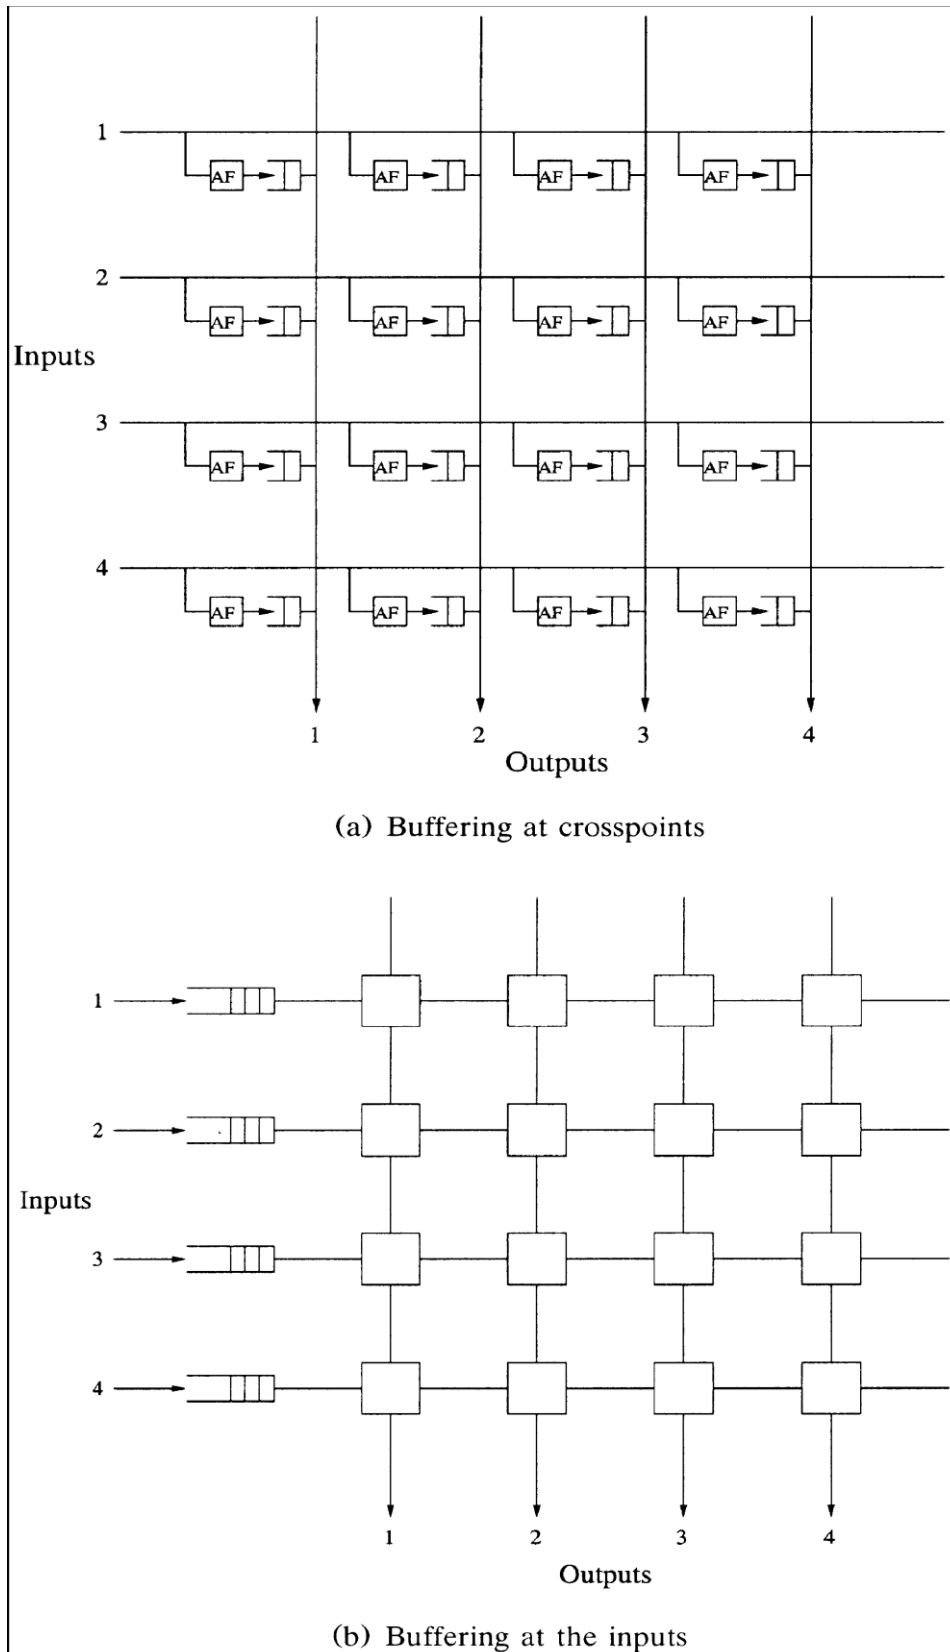 1
AF AF AF AF
2
AF AF AF AF
Inputs
3
AF AF AF AF
4
AF AF AF AF
1 2 3 4
Outputs
(a) Buffering at crosspoints
1
2
Inputs
3
4
1 2 3 4
Outputs
(b) Buffering at the inputs